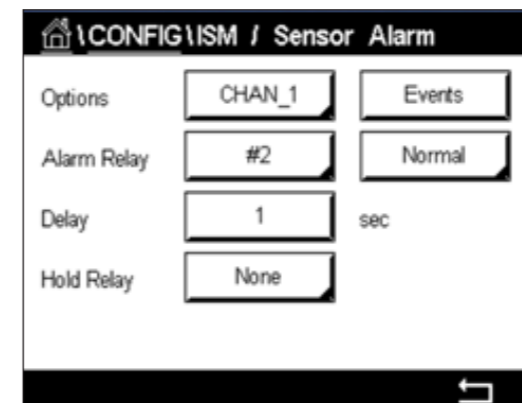 \CONFIG\ISM / Sensor Alarm
Options CHAN_1 Events
Alarm Relay #2 Normal
Delay 1 sec
Hold Relay None